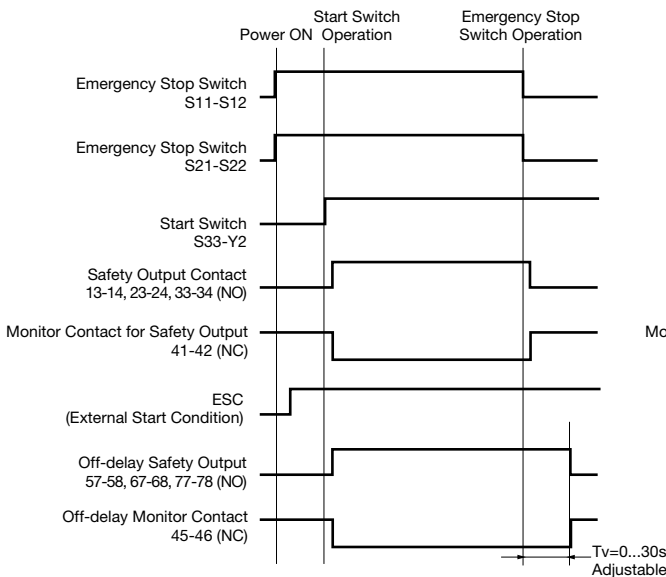 Start Switch
Operation
Emergency Stop
Switch Operation
Power ON
Emergency Stop Switch
S11-S12
Emergency Stop Switch
S21-S22
Start Switch
S33-Y2
Safety Output Contact
13-14, 23-24, 33-34 (NO)
Monitor Contact for Safety Output
41-42 (NC)
Mo
ESC
(External Start Condition)
Off-delay Safety Output
57-58, 67-68, 77-78 (NO)
Off-delay Monitor Contact
45-46 (NC)
Tv=0...30s
Adjustable